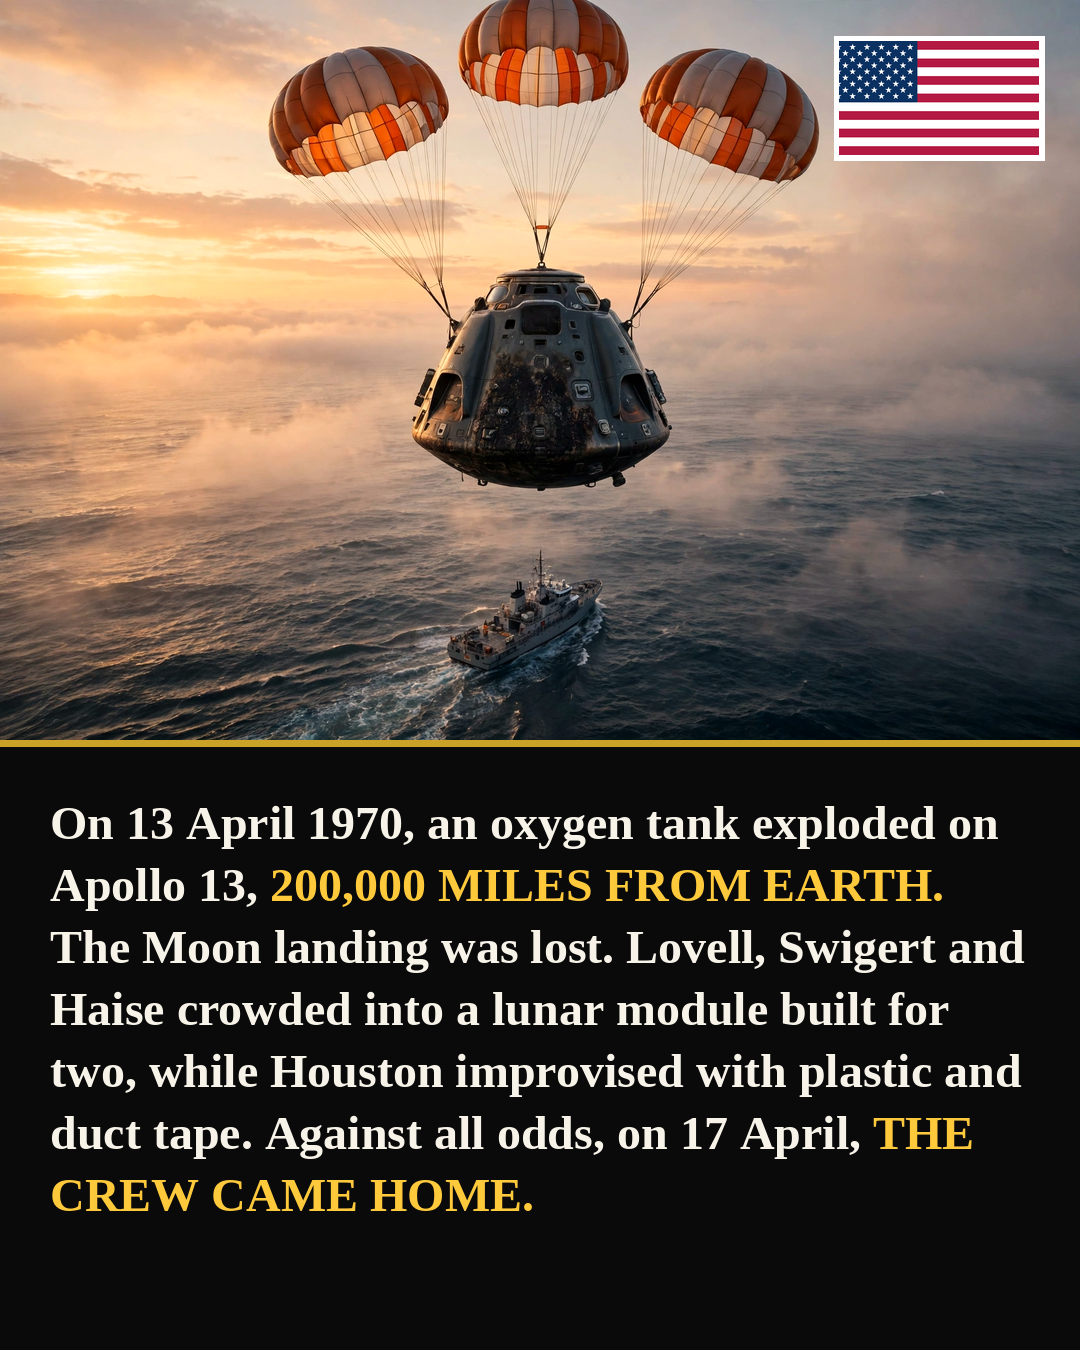 On 13 April 1970, an oxygen tank exploded on
Apollo 13, 200,000 MILES FROM EARTH.
The Moon landing was lost. Lovell, Swigert and
Haise crowded into a lunar module built for
two, while Houston improvised with plastic and
duct tape. Against all odds, on 17 April, THE
CREW CAME HOME.